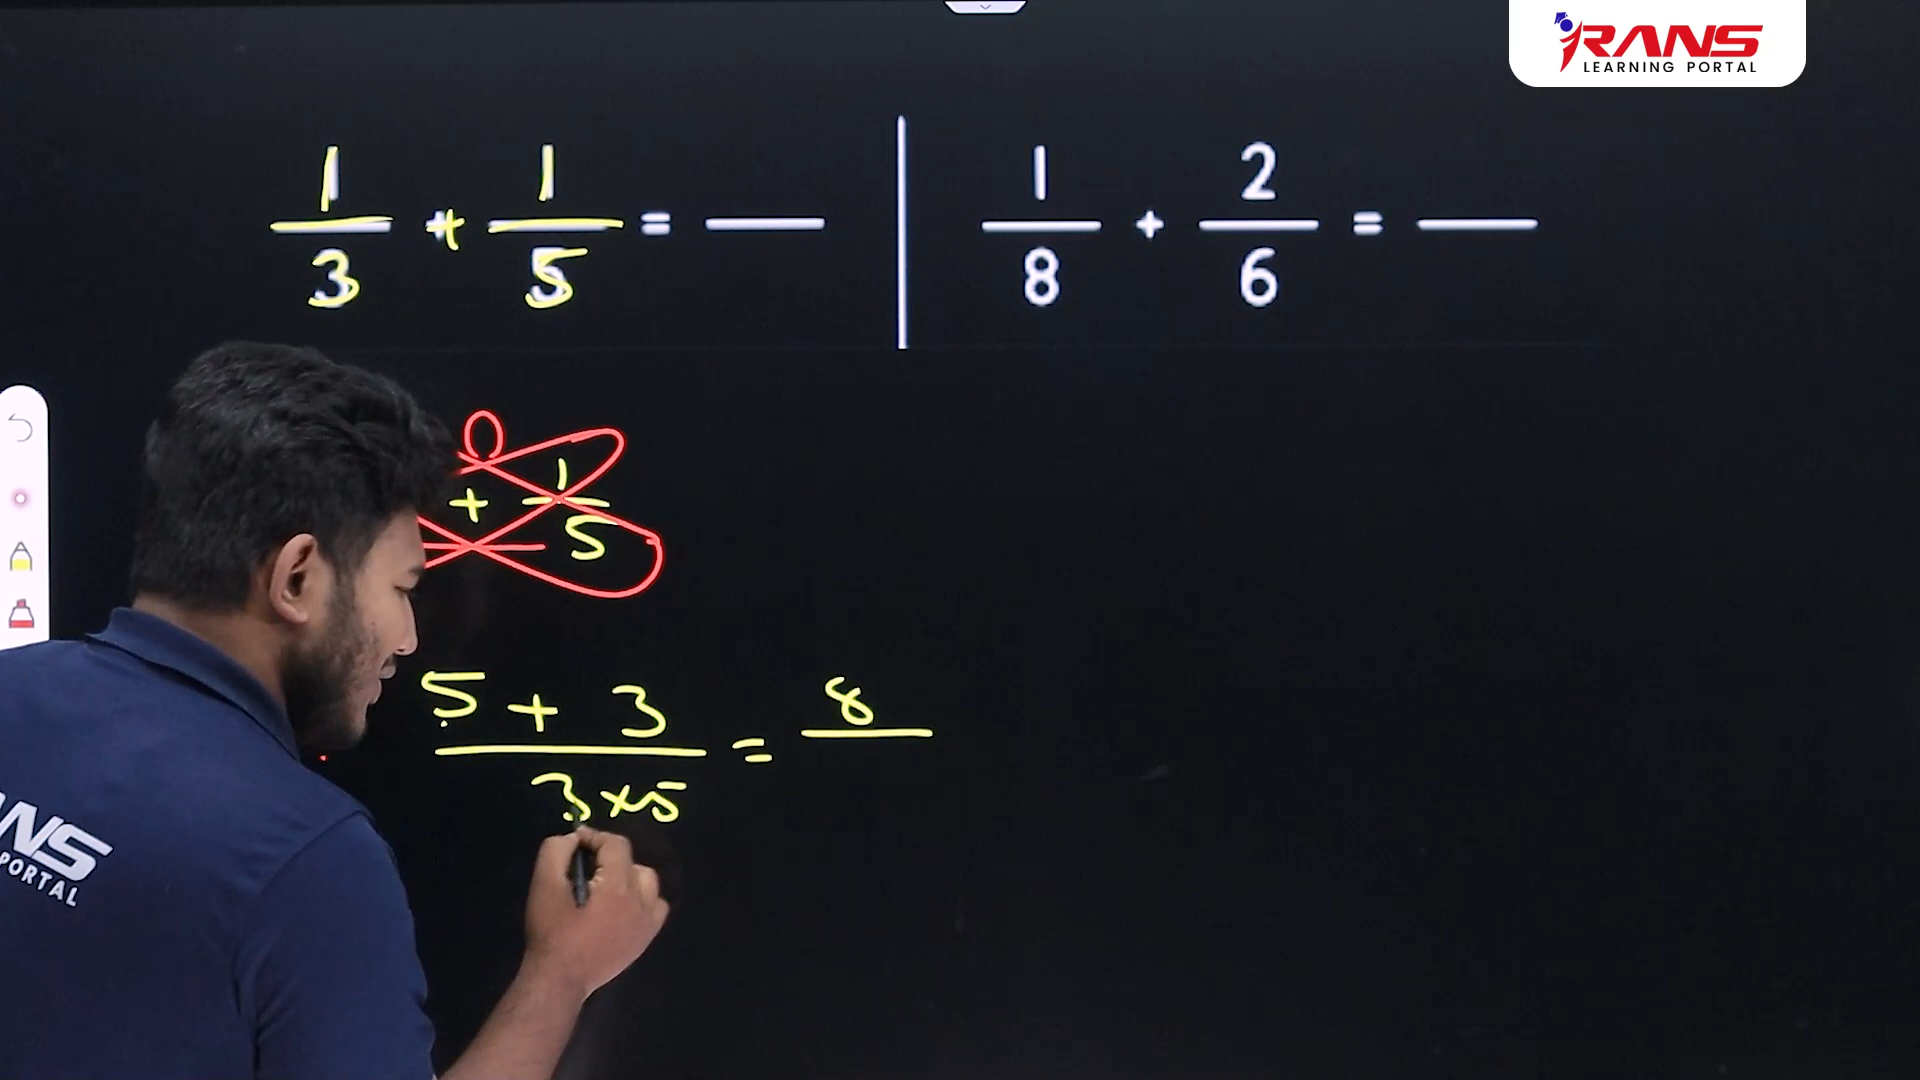 RANS
LEARNING PORTAL
1/3 + 1/5 = —
1/8 + 2/6 = —
+ 1/5
5 + 3 / 3×5 = 8/
NS
PORTAL